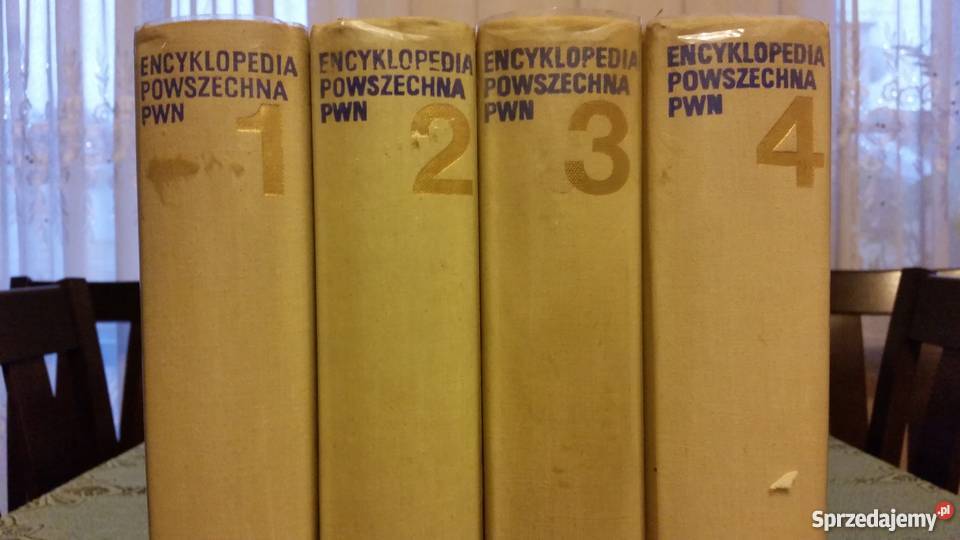 ENCYKLOPEDIA
POWSZECHNA
PWN
1
ENCYKLOPEDIA
POWSZECHNA
PWN
2
ENCYKLOPEDIA
POWSZECHNA
PWN
3
ENCYKLOPEDIA
POWSZECHNA
PWN
4
Sprzedajemy.pl